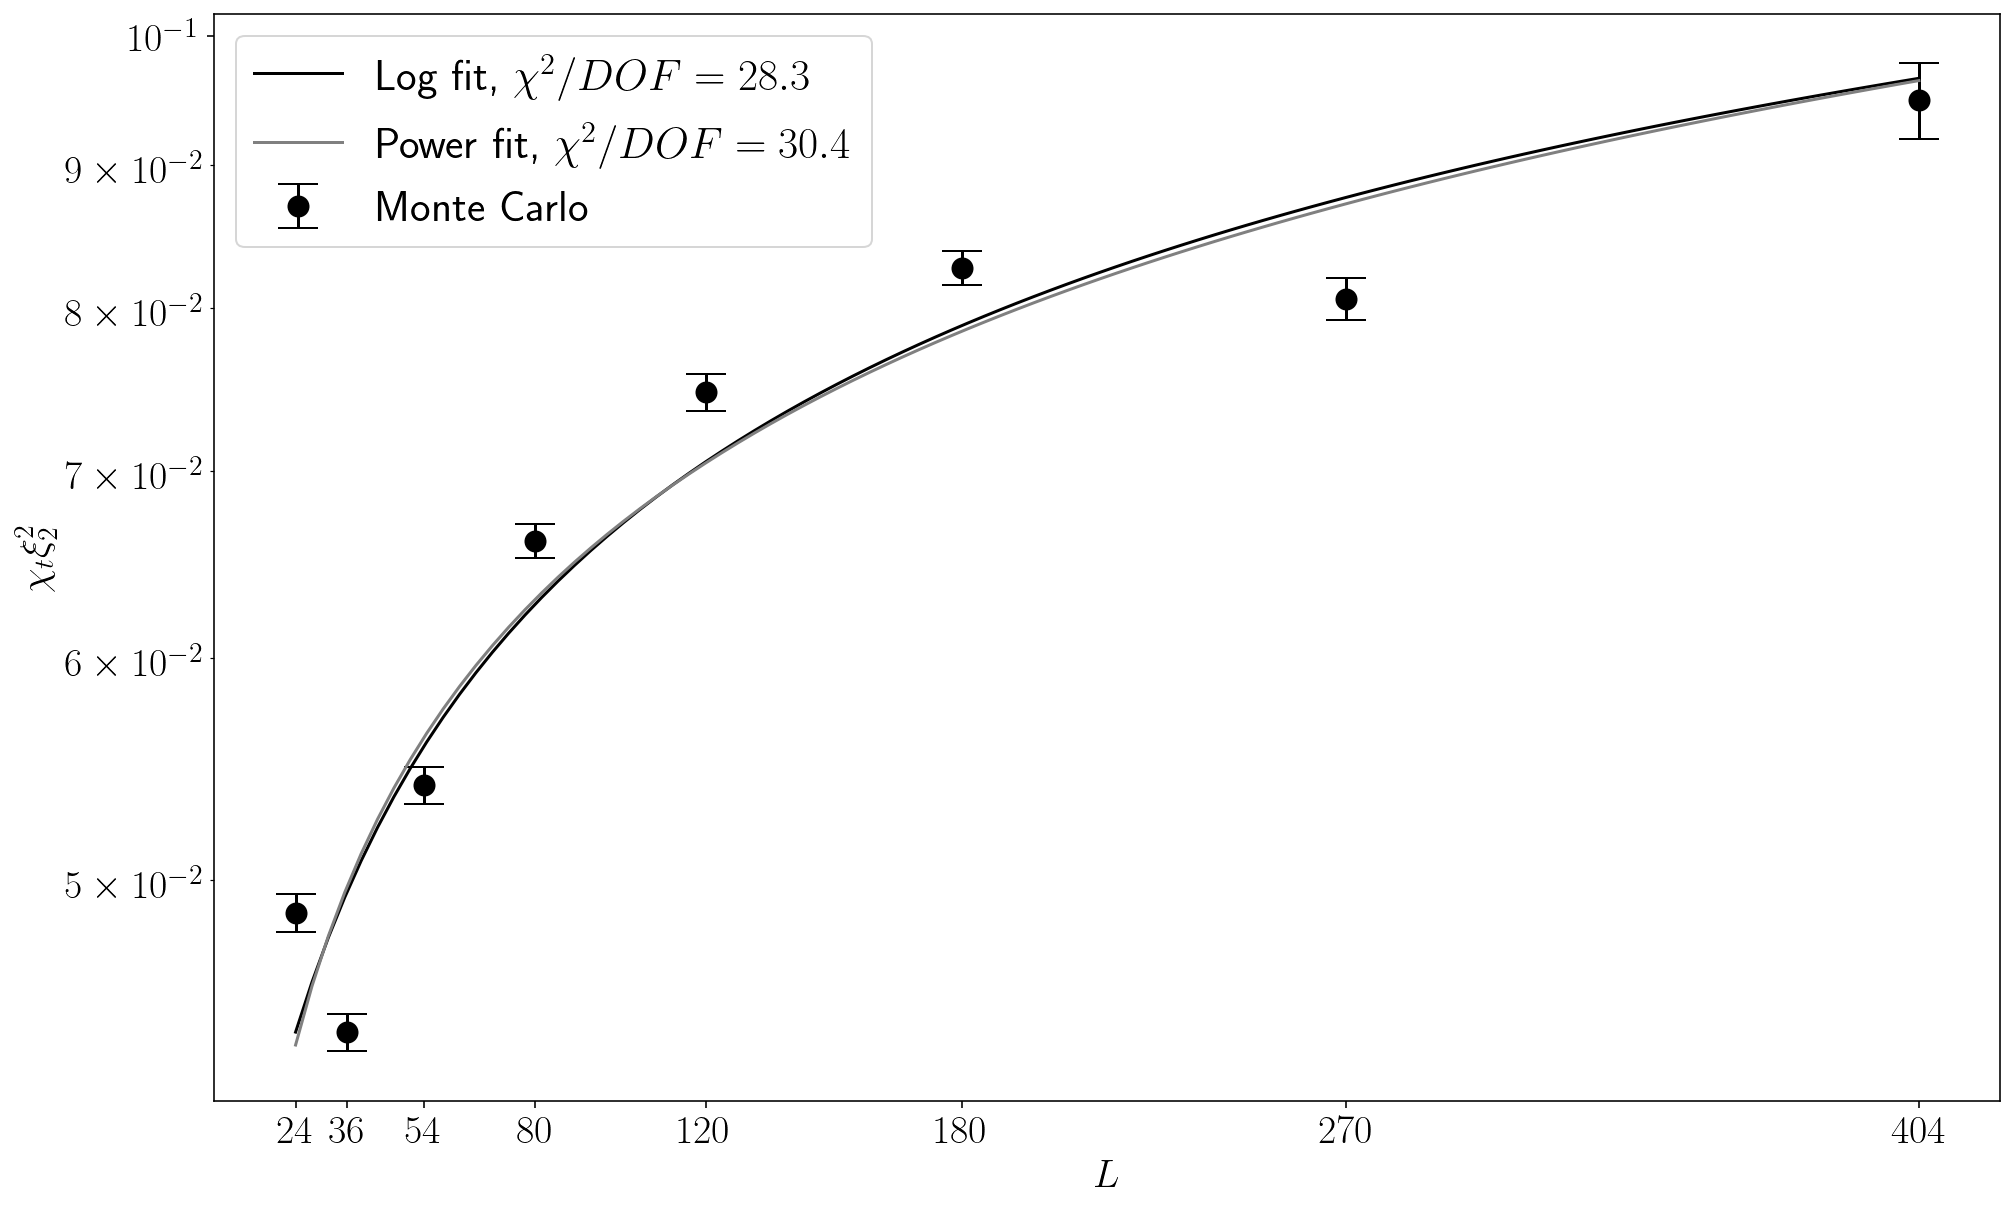 10⁻¹
9 × 10⁻²
8 × 10⁻²
7 × 10⁻²
6 × 10⁻²
5 × 10⁻²
χₜξ₂²
Log fit, χ²/DOF = 28.3
Power fit, χ²/DOF = 30.4
Monte Carlo
24 36 54 80 120 180 270 404
L